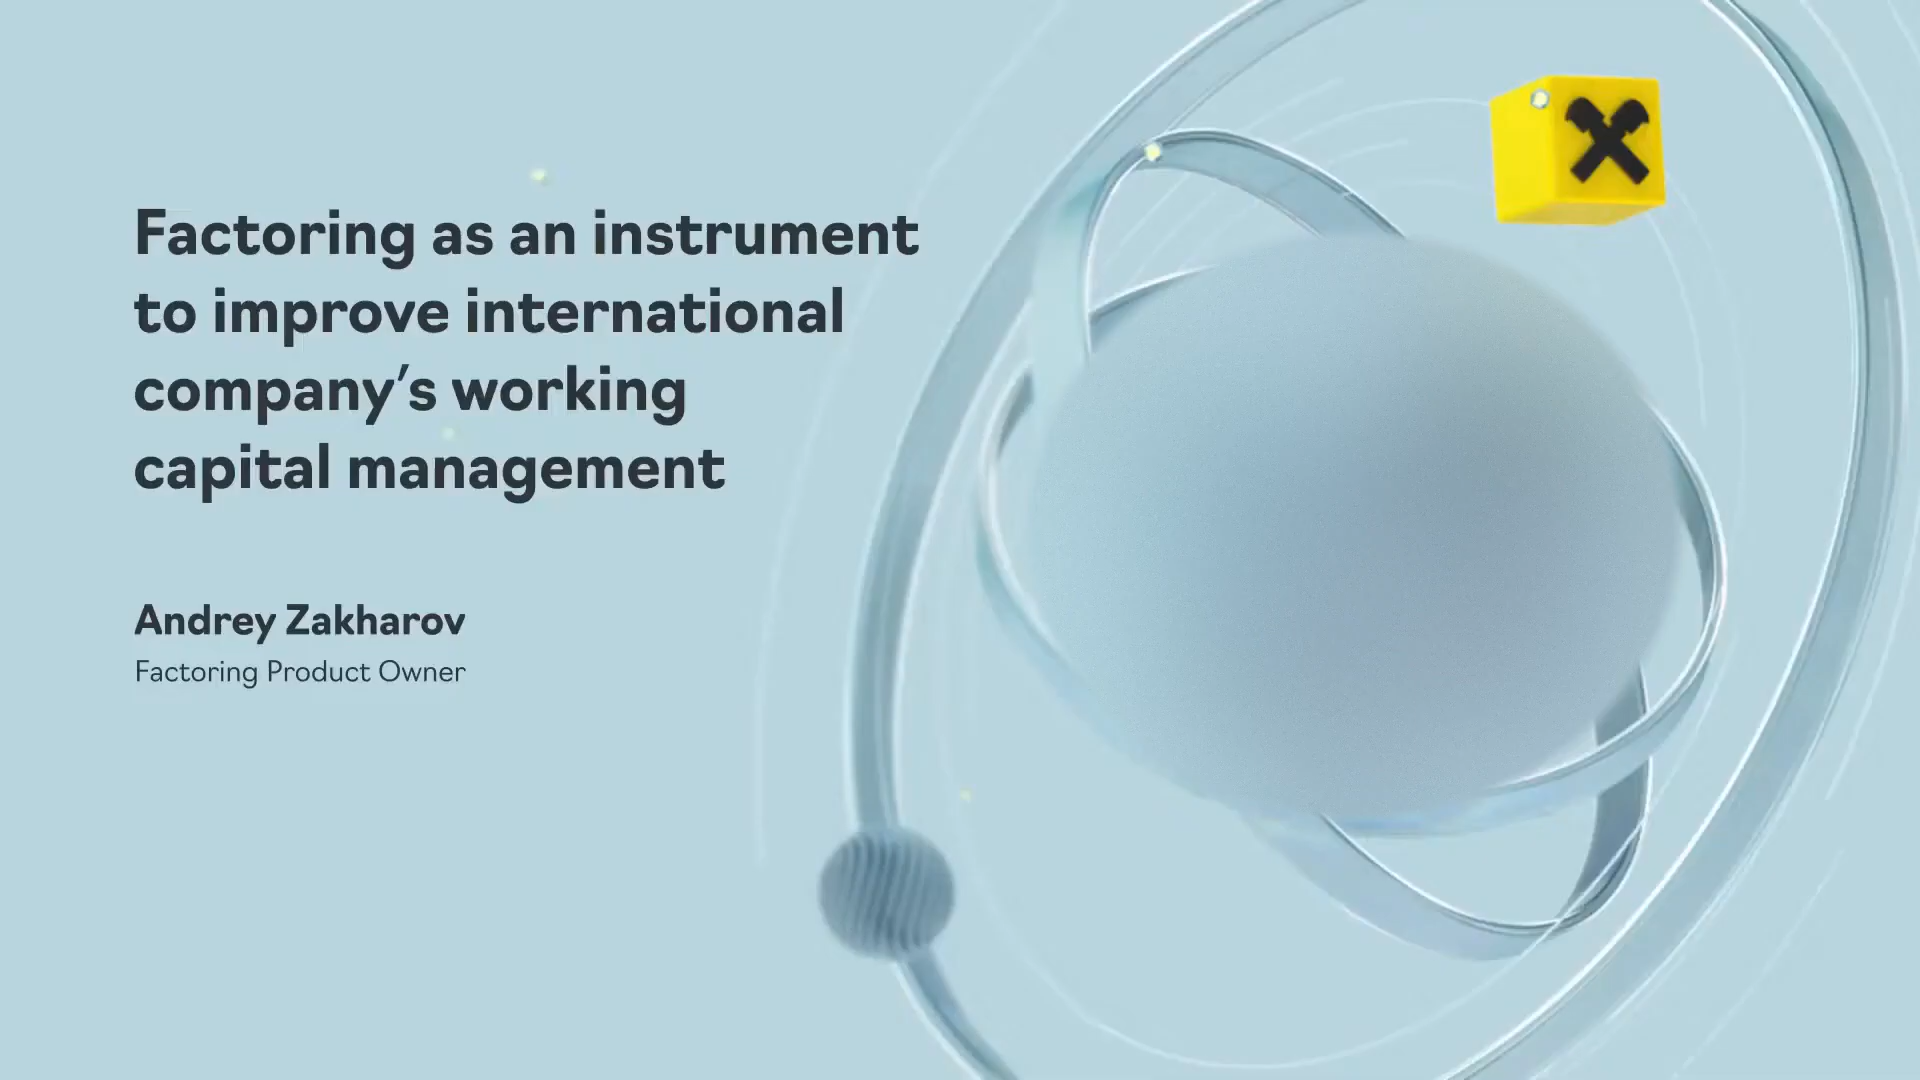 Factoring as an instrument
to improve international
company’s working
capital management
Andrey Zakharov
Factoring Product Owner